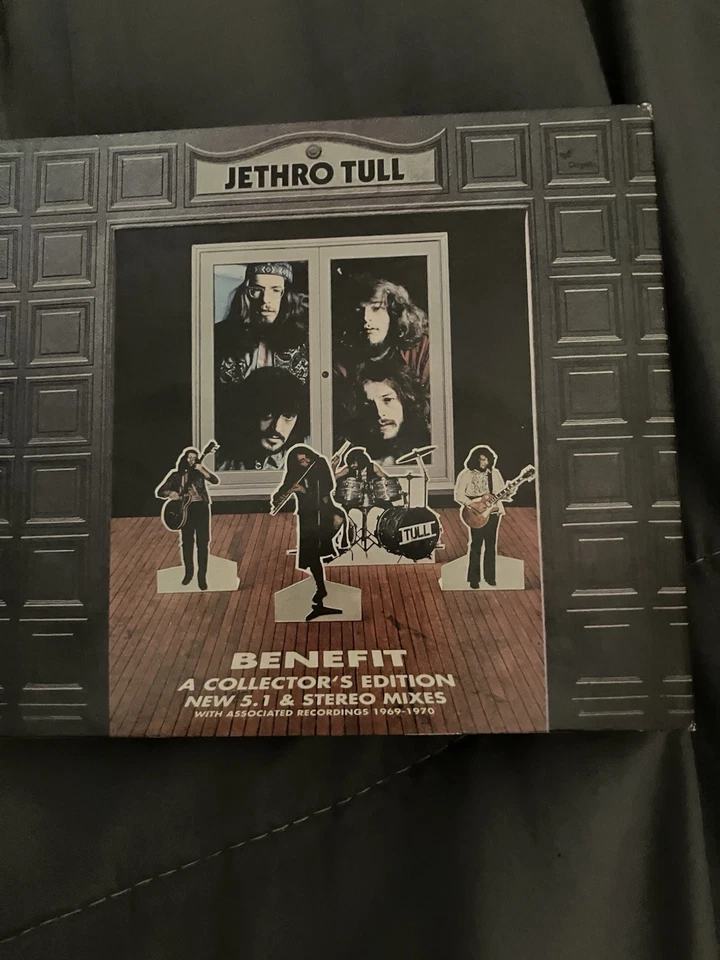 JETHRO TULL
TULL
BENEFIT
A COLLECTOR'S EDITION
NEW 5.1 & STEREO MIXES
WITH ASSOCIATED RECORDINGS 1969-1970